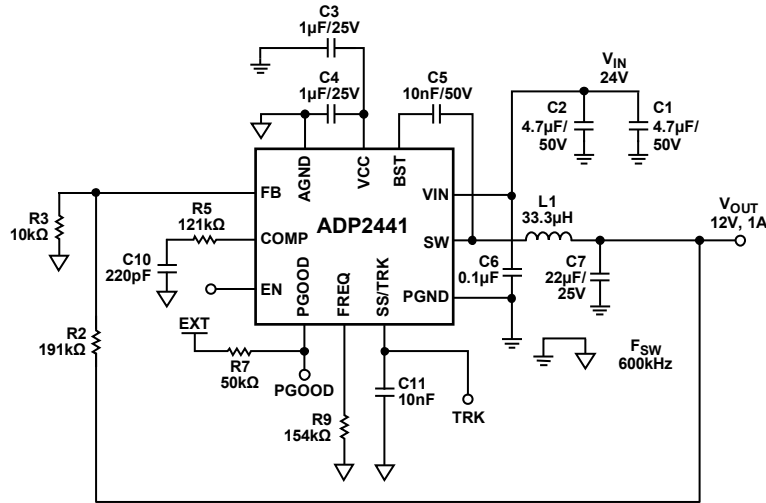 C3
1µF/25V
C4
1µF/25V
C5
10nF/50V
VIN
24V
C2
4.7µF/
50V
C1
4.7µF/
50V
AGND
VCC
BST
FB
VIN
ADP2441
R3
10kΩ
R5
121kΩ
COMP
SW
L1
33.3µH
VOUT
12V, 1A
C10
220pF
C6
0.1µF
C7
22µF/
25V
EN
PGOOD
FREQ
SS/TRK
PGND
EXT
R2
191kΩ
R7
50kΩ
PGOOD
C11
10nF
TRK
FSW
600kHz
R9
154kΩ